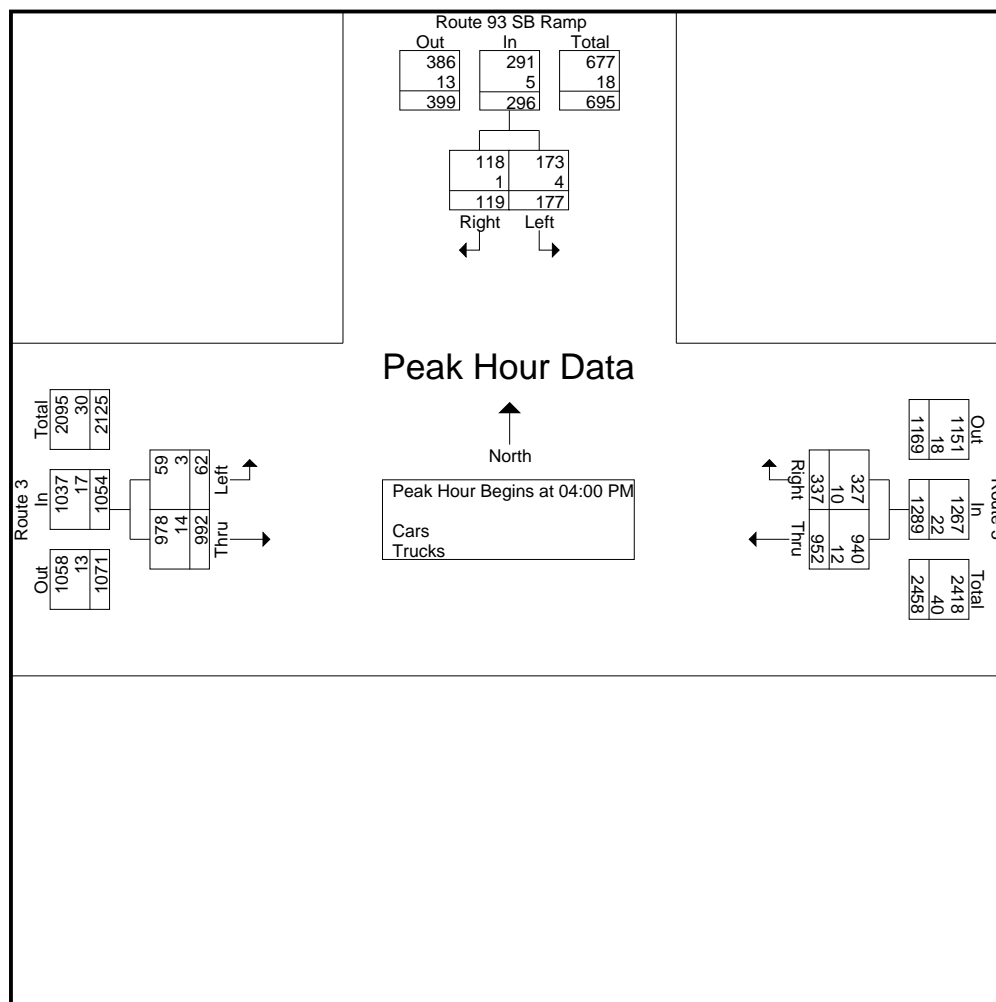 Route 93 SB Ramp
Out In Total
386 291 677
13 5 18
399 296 695
118 173
1 4
119 177
Right Left
Peak Hour Data
North
Peak Hour Begins at 04:00 PM
Cars
Trucks
Route 3
Total In Out
2095 1037 1058
30 17 13
2125 1054 1071
59 978
3 14
62 992
Left Thru
Out In Total
1151 1267 2418
18 22 40
1169 1289 2458
327 940
10 12
337 952
Right Thru